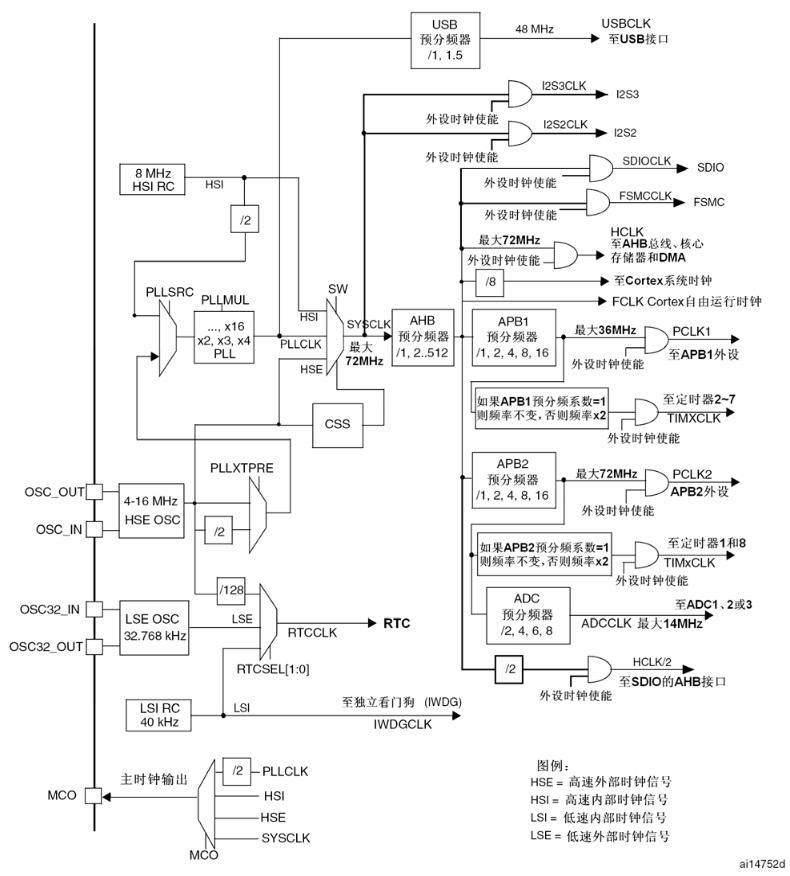 USB
预分频器
/1, 1.5
48 MHz
USBCLK
至USB接口
I2S3CLK
I2S3
外设时钟使能
I2S2CLK
I2S2
外设时钟使能
8 MHz
HSI RC
HSI
SDIOCLK
SDIO
外设时钟使能
FSMCCLK
FSMC
外设时钟使能
/2
最大72MHz
HCLK
至AHB总线、核心
存储器和DMA
外设时钟使能
/8
至Cortex系统时钟
FCLK Cortex自由运行时钟
PLLSRC
PLLMUL
..., x16
x2, x3, x4
PLL
SW
HSI
PLLCLK
HSE
SYSCLK
最大
72MHz
AHB
预分频器
/1, 2..512
APB1
预分频器
/1, 2, 4, 8, 16
最大36MHz
PCLK1
至APB1外设
外设时钟使能
CSS
如果APB1预分频系数=1
则频率不变，否则频率x2
至定时器2~7
TIMXCLK
外设时钟使能
PLLXTPRE
OSC_OUT
OSC_IN
4-16 MHz
HSE OSC
/2
APB2
预分频器
/1, 2, 4, 8, 16
最大72MHz
PCLK2
APB2外设
外设时钟使能
如果APB2预分频系数=1
则频率不变，否则频率x2
至定时器1和8
TIMxCLK
外设时钟使能
/128
OSC32_IN
OSC32_OUT
LSE OSC
32.768 kHz
LSE
RTCCLK
RTC
RTCSEL[1:0]
ADC
预分频器
/2, 4, 6, 8
至ADC1、2或3
ADCCLK 最大14MHz
/2
HCLK/2
至SDIO的AHB接口
外设时钟使能
LSI RC
40 kHz
LSI
至独立看门狗 (IWDG)
IWDGCLK
MCO
主时钟输出
/2
PLLCLK
HSI
HSE
SYSCLK
MCO
图例：
HSE = 高速外部时钟信号
HSI = 高速内部时钟信号
LSI = 低速内部时钟信号
LSE = 低速外部时钟信号
ai14752d